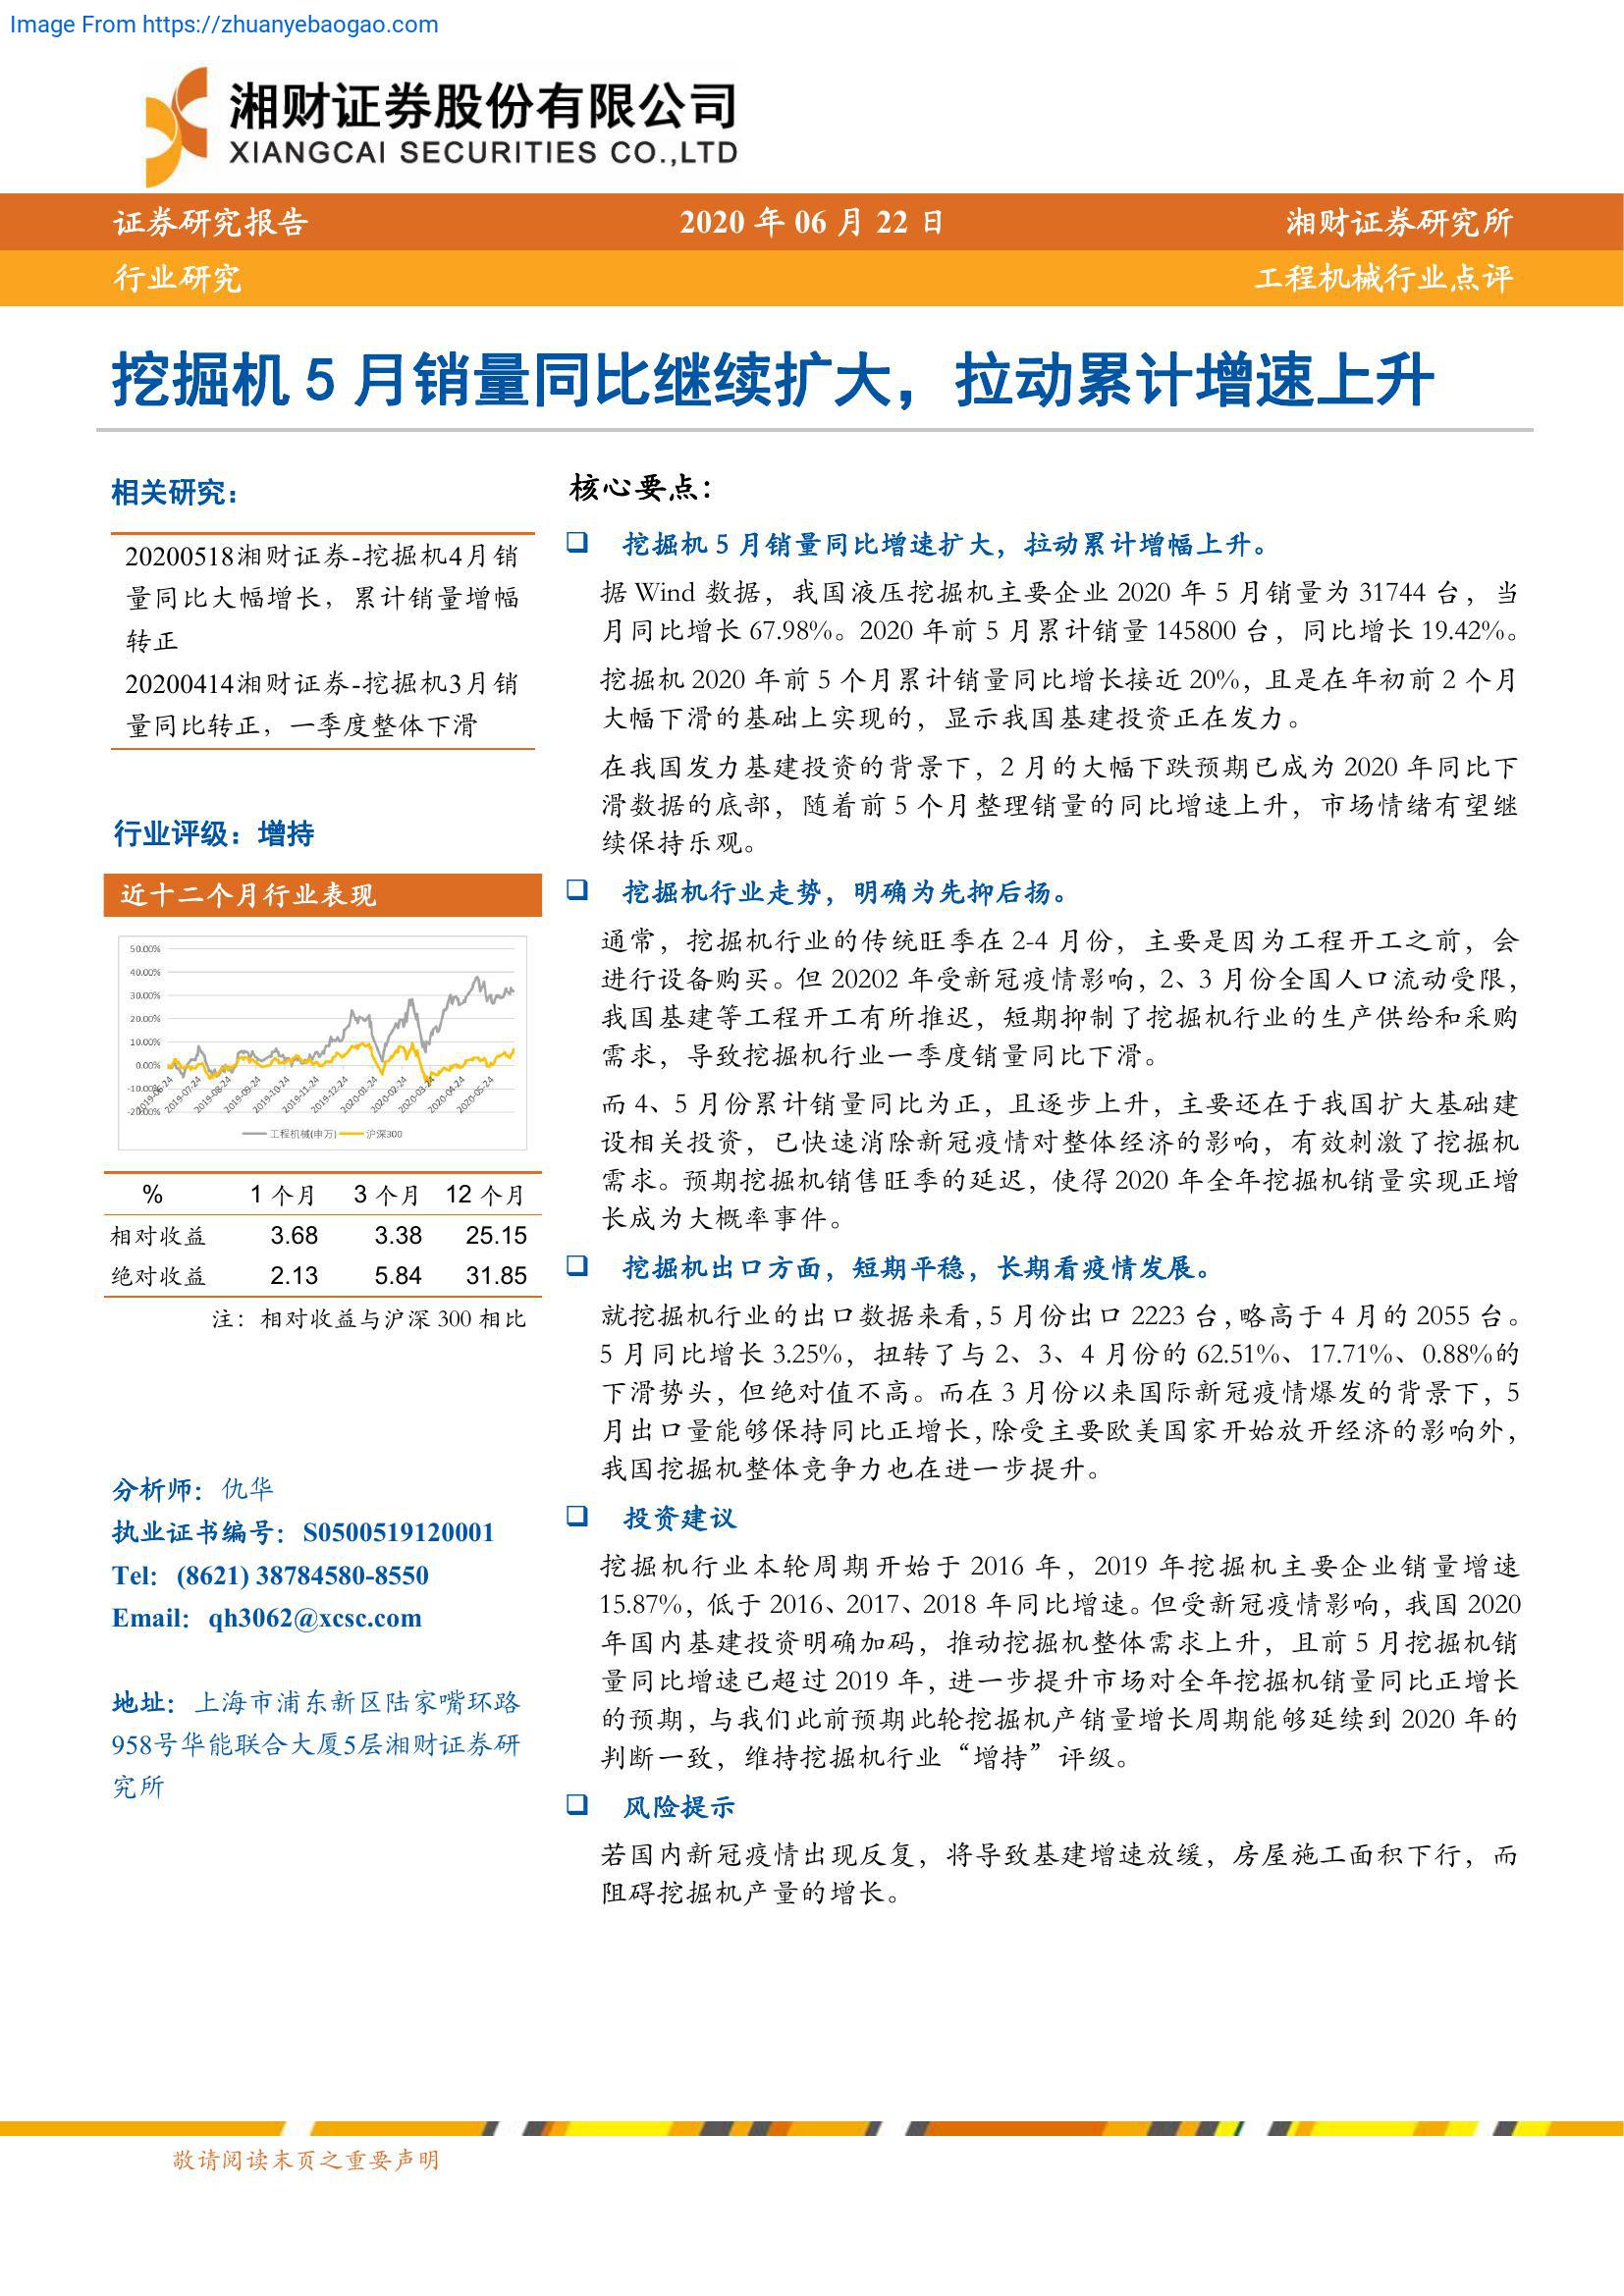 Image From https://zhuanyebaogao.com
湘财证券股份有限公司
XIANGCAI SECURITIES CO.,LTD
证券研究报告
2020 年 06 月 22 日
湘财证券研究所
行业研究
工程机械行业点评
挖掘机 5 月销量同比继续扩大，拉动累计增速上升
相关研究：
20200518湘财证券-挖掘机4月销
量同比大幅增长，累计销量增幅
转正
20200414湘财证券-挖掘机3月销
量同比转正，一季度整体下滑
行业评级：增持
近十二个月行业表现
50.00%
40.00%
30.00%
20.00%
10.00%
0.00%
-10.00%
-20.00%
2019-06-24
2019-07-24
2019-08-24
2019-09-24
2019-10-24
2019-11-24
2019-12-24
2020-01-24
2020-02-24
2020-03-24
2020-04-24
2020-05-24
工程机械(申万)
沪深300
% 1 个月 3 个月 12 个月
相对收益 3.68 3.38 25.15
绝对收益 2.13 5.84 31.85
注：相对收益与沪深 300 相比
分析师：仇华
执业证书编号：S0500519120001
Tel：(8621) 38784580-8550
Email：qh3062@xcsc.com
地址：上海市浦东新区陆家嘴环路
958号华能联合大厦5层湘财证券研
究所
核心要点：
❑ 挖掘机 5 月销量同比增速扩大，拉动累计增幅上升。
据 Wind 数据，我国液压挖掘机主要企业 2020 年 5 月销量为 31744 台，当
月同比增长 67.98%。2020 年前 5 月累计销量 145800 台，同比增长 19.42%。
挖掘机 2020 年前 5 个月累计销量同比增长接近 20%，且是在年初前 2 个月
大幅下滑的基础上实现的，显示我国基建投资正在发力。
在我国发力基建投资的背景下，2 月的大幅下跌预期已成为 2020 年同比下
滑数据的底部，随着前 5 个月整理销量的同比增速上升，市场情绪有望继
续保持乐观。
❑ 挖掘机行业走势，明确为先抑后扬。
通常，挖掘机行业的传统旺季在 2-4 月份，主要是因为工程开工之前，会
进行设备购买。但 20202 年受新冠疫情影响，2、3 月份全国人口流动受限，
我国基建等工程开工有所推迟，短期抑制了挖掘机行业的生产供给和采购
需求，导致挖掘机行业一季度销量同比下滑。
而 4、5 月份累计销量同比为正，且逐步上升，主要还在于我国扩大基础建
设相关投资，已快速消除新冠疫情对整体经济的影响，有效刺激了挖掘机
需求。预期挖掘机销售旺季的延迟，使得 2020 年全年挖掘机销量实现正增
长成为大概率事件。
❑ 挖掘机出口方面，短期平稳，长期看疫情发展。
就挖掘机行业的出口数据来看，5 月份出口 2223 台，略高于 4 月的 2055 台。
5 月同比增长 3.25%，扭转了与 2、3、4 月份的 62.51%、17.71%、0.88%的
下滑势头，但绝对值不高。而在 3 月份以来国际新冠疫情爆发的背景下，5
月出口量能够保持同比正增长，除受主要欧美国家开始放开经济的影响外，
我国挖掘机整体竞争力也在进一步提升。
❑ 投资建议
挖掘机行业本轮周期开始于 2016 年，2019 年挖掘机主要企业销量增速
15.87%，低于 2016、2017、2018 年同比增速。但受新冠疫情影响，我国 2020
年国内基建投资明确加码，推动挖掘机整体需求上升，且前 5 月挖掘机销
量同比增速已超过 2019 年，进一步提升市场对全年挖掘机销量同比正增长
的预期，与我们此前预期此轮挖掘机产销量增长周期能够延续到 2020 年的
判断一致，维持挖掘机行业“增持”评级。
❑ 风险提示
若国内新冠疫情出现反复，将导致基建增速放缓，房屋施工面积下行，而
阻碍挖掘机产量的增长。
敬请阅读末页之重要声明